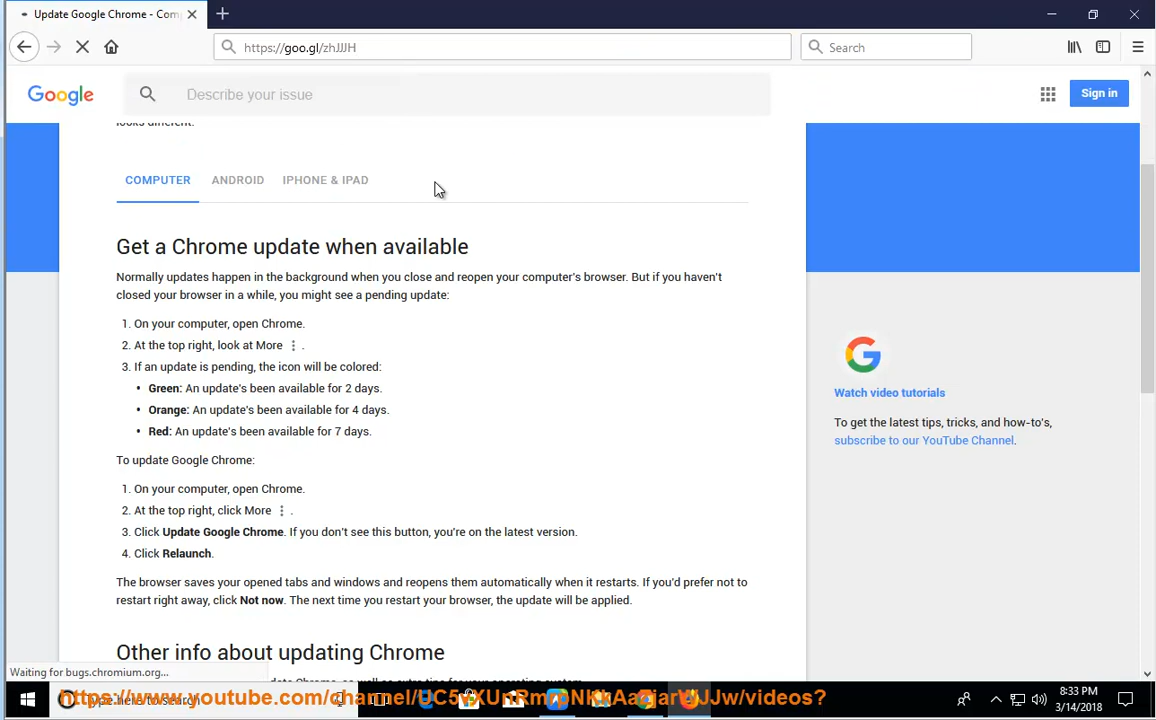 Update Google Chrome - Com
https://goo.gl/zhJJJH
Search
Google
Describe your issue
Sign in
looks different.
COMPUTER ANDROID IPHONE & IPAD
Get a Chrome update when available
Normally updates happen in the background when you close and reopen your computer's browser. But if you haven't
closed your browser in a while, you might see a pending update:
1. On your computer, open Chrome.
2. At the top right, look at More ⋮ .
3. If an update is pending, the icon will be colored:
• Green: An update's been available for 2 days.
• Orange: An update's been available for 4 days.
• Red: An update's been available for 7 days.
To update Google Chrome:
1. On your computer, open Chrome.
2. At the top right, click More ⋮ .
3. Click Update Google Chrome. If you don't see this button, you're on the latest version.
4. Click Relaunch.
The browser saves your opened tabs and windows and reopens them automatically when it restarts. If you'd prefer not to
restart right away, click Not now. The next time you restart your browser, the update will be applied.
Other info about updating Chrome
G
Watch video tutorials
To get the latest tips, tricks, and how-to's,
subscribe to our YouTube Channel.
Waiting for bugs.chromium.org...
Type here to search
8:33 PM
3/14/2018